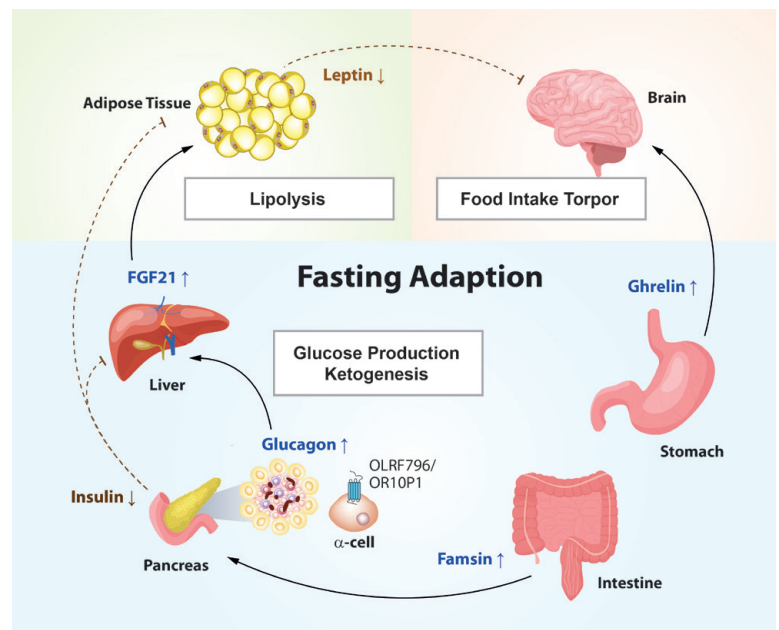 Leptin ↓
Adipose Tissue
Brain
Lipolysis
Food Intake Torpor
Fasting Adaption
FGF21 ↑
Ghrelin ↑
Glucose Production
Ketogenesis
Liver
Glucagon ↑
Stomach
OLRF796/
OR10P1
Insulin ↓
α-cell
Pancreas
Famsin ↑
Intestine